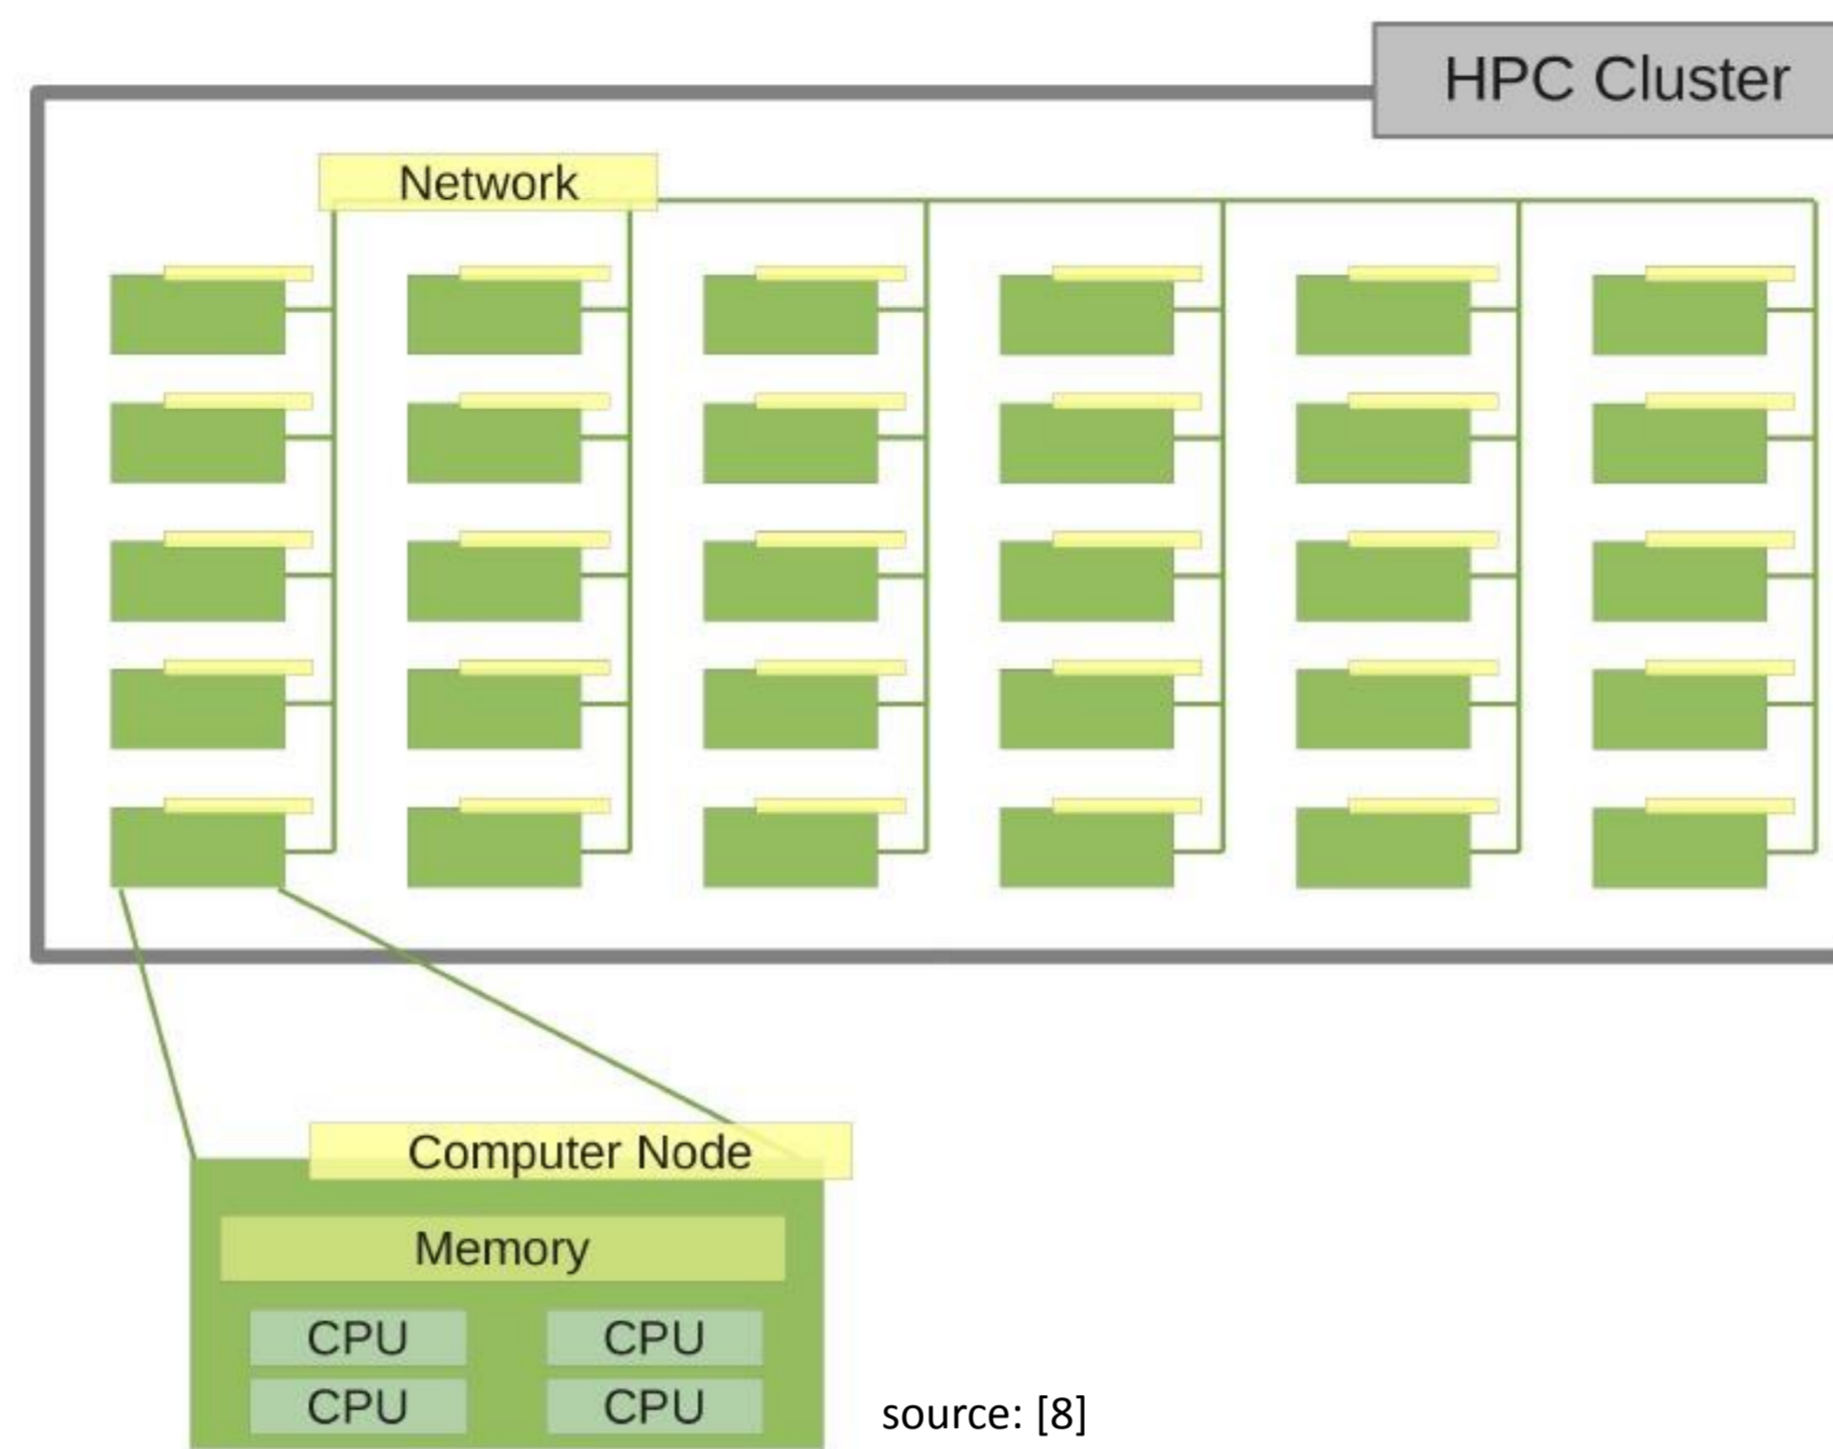 HPC Cluster
Network
Computer Node
Memory
CPU CPU
CPU CPU
source: [8]